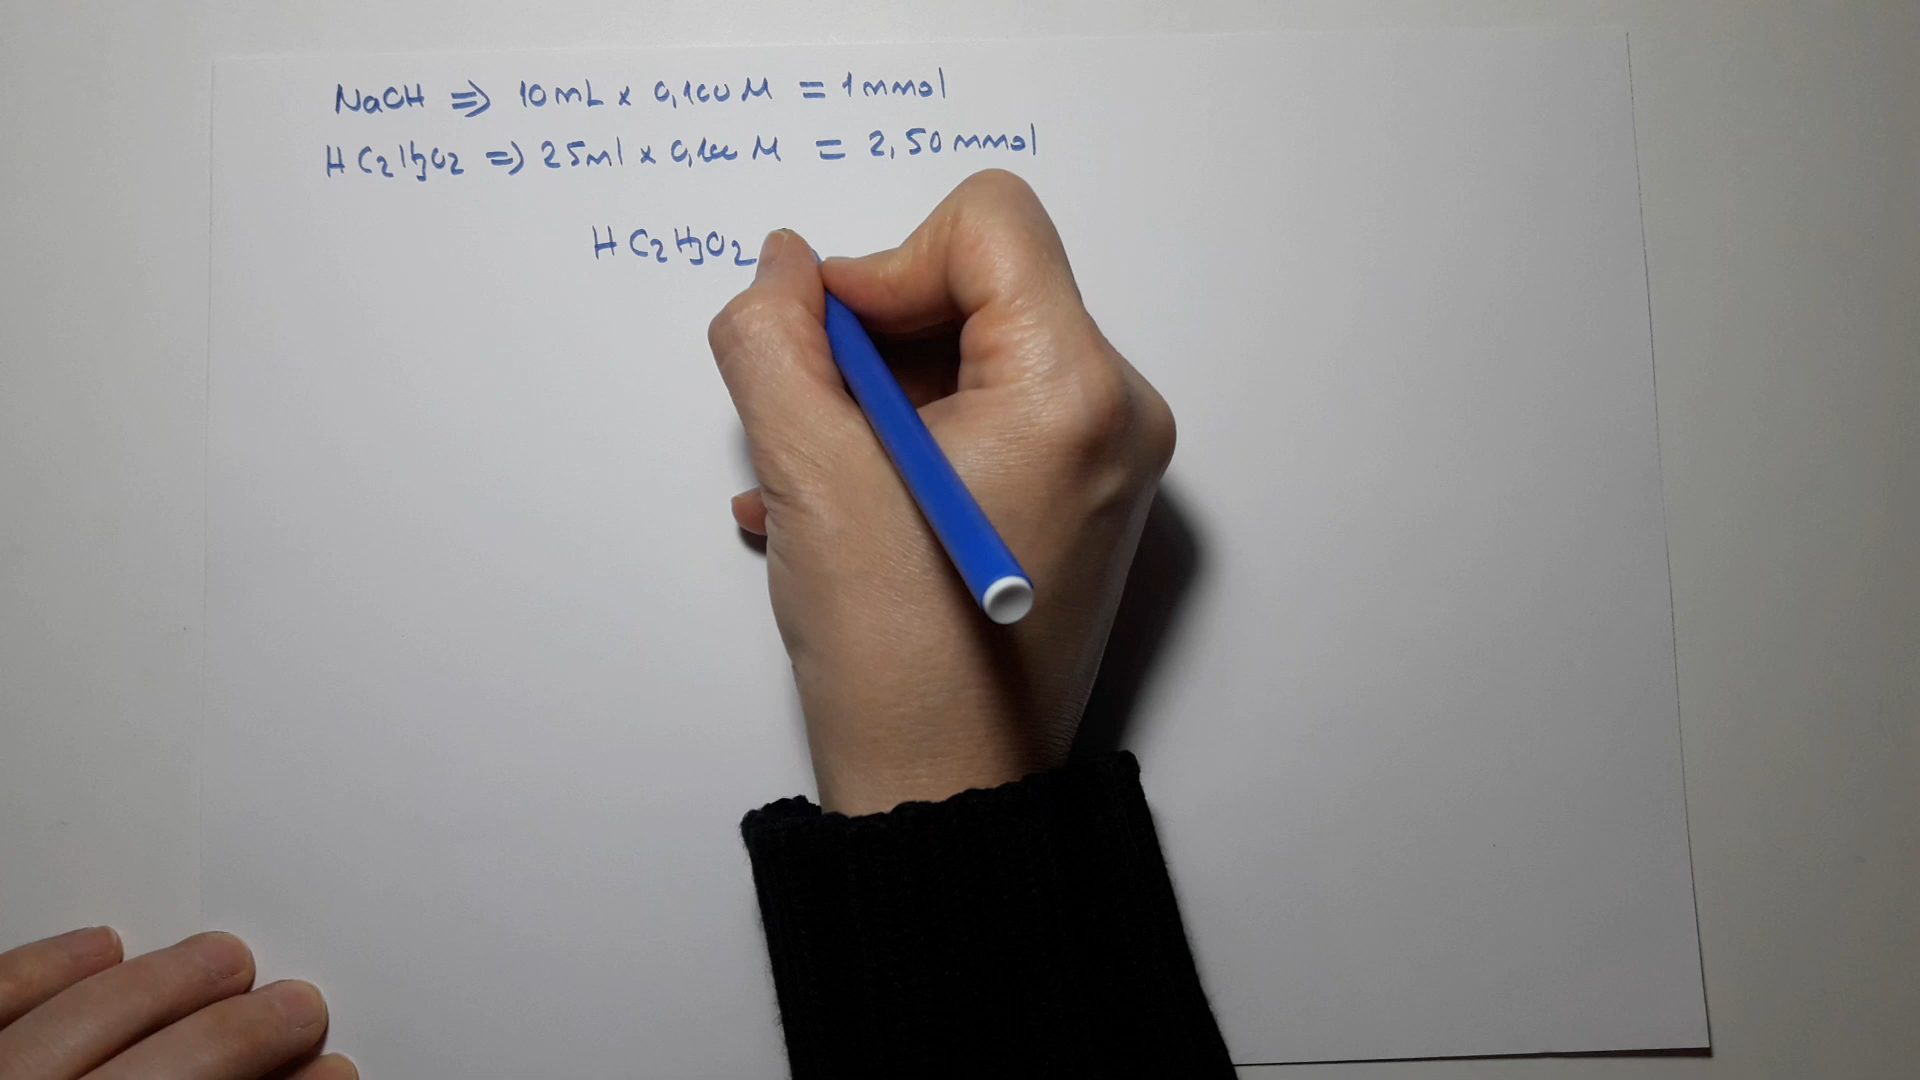 NaOH => 10 mL x 0,100 M = 1 mmol
HC2H3O2 => 25 ml x 0,100 M = 2,50 mmol
HC2H3O2